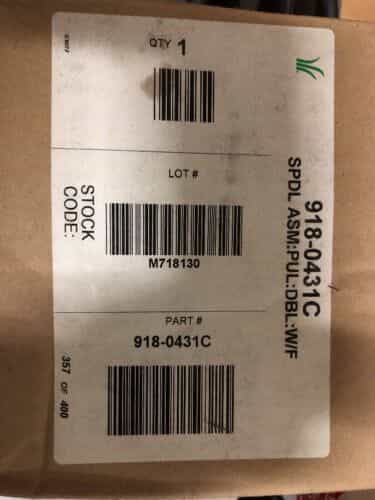 QTY 1
LOT #
M718130
PART #
918-0431C
918-0431C
SPDL ASM:PUL:DBL:W/F
STOCK
CODE:
357 OF 400